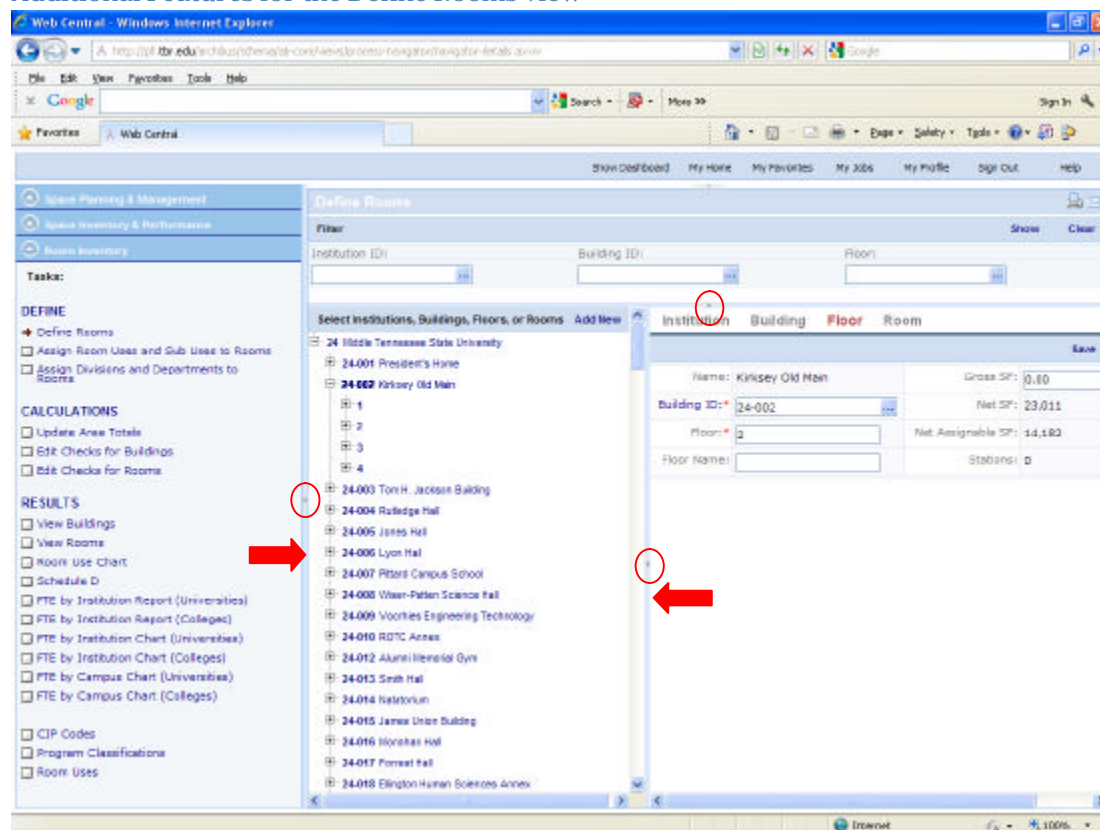 Additional Features for the Define Rooms View
Web Central - Windows Internet Explorer
Google
File Edit View Favorites Tools Help
Google
Search
More >>
Sign In
Favorites
Web Central
Page Safety Tools
Show Dashboard My Home My Favorites My Jobs My Profile Sign Out Help
Space Planning & Management
Space Inventory & Performance
Room Inventory
Tasks:
DEFINE
Define Rooms
Assign Room Uses and Sub Uses to Rooms
Assign Divisions and Departments to
Rooms
CALCULATIONS
Update Area Totals
Edit Checks for Buildings
Edit Checks for Rooms
RESULTS
View Buildings
View Rooms
Room Use Chart
Schedule D
FTE by Institution Report (Universities)
FTE by Institution Report (Colleges)
FTE by Institution Chart (Universities)
FTE by Institution Chart (Colleges)
FTE by Campus Chart (Universities)
FTE by Campus Chart (Colleges)
CIP Codes
Program Classifications
Room Uses
Define Rooms
Filter
Show Clear
Institution ID: Building ID: Floor:
Select Institutions, Buildings, Floors, or Rooms Add New
24 Middle Tennessee State University
24-001 President's Home
24-002 Kirksey Old Main
1
2
3
4
24-003 Tom H. Jackson Building
24-004 Rutledge Hall
24-005 Jones Hall
24-006 Lyon Hall
24-007 Pittard Campus School
24-008 Wiser-Patten Science Hall
24-009 Voorhies Engineering Technology
24-010 ROTC Annex
24-012 Alumni Memorial Gym
24-013 Smith Hall
24-014 Natatorium
24-015 James Union Building
24-016 Monohan Hall
24-017 Forrest Hall
24-018 Ellington Human Sciences Annex
Institution Building Floor Room
Save
Name: Kirksey Old Main Gross SF: 0.00
Building ID:* 24-002 Net SF: 23,011
Floor:* 2 Net Assignable SF: 14,182
Floor Name: Stations: 0
Internet
100%